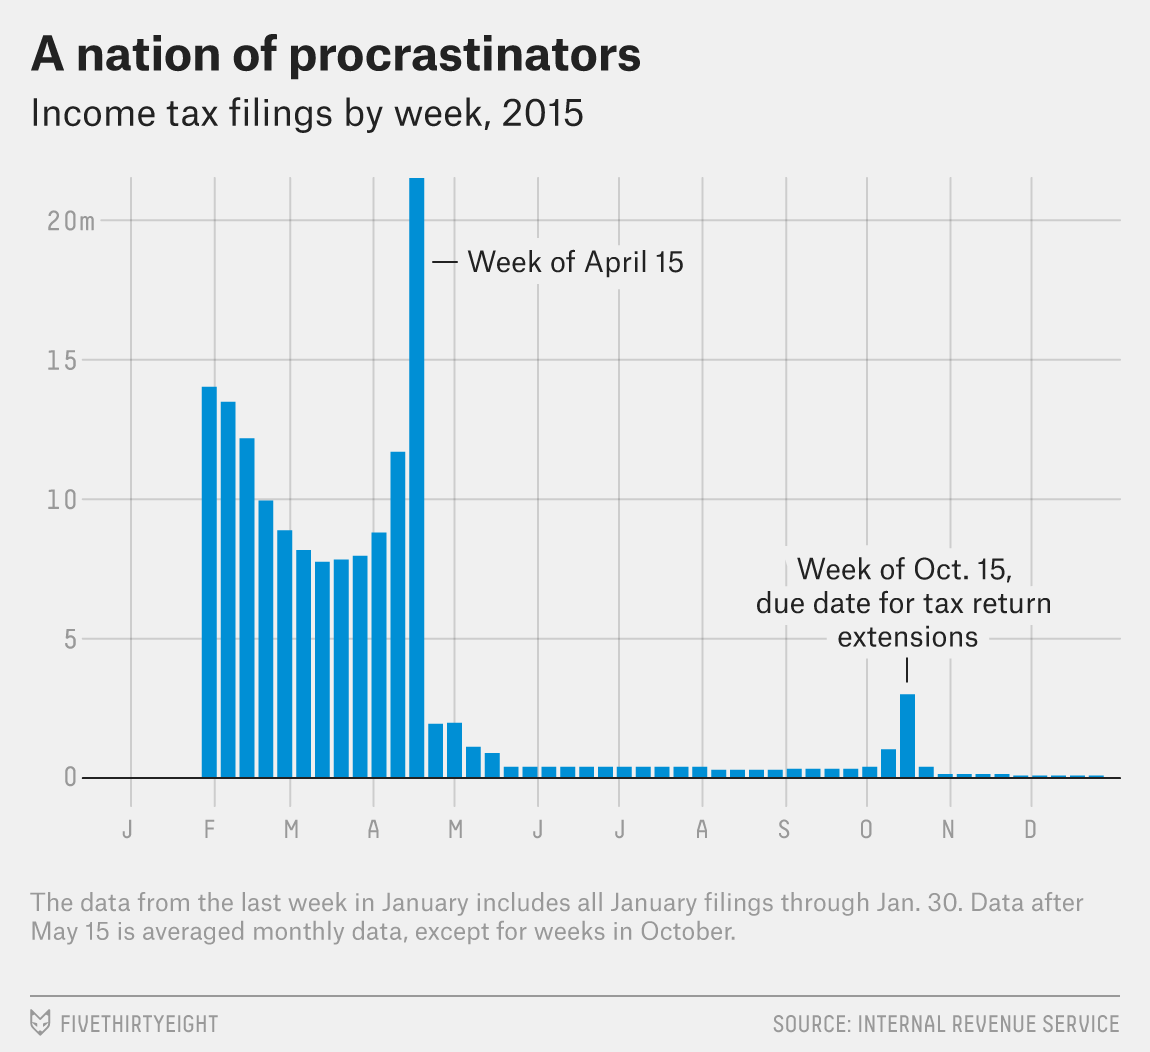 A nation of procrastinators
Income tax filings by week, 2015
20m
Week of April 15
15
10
Week of Oct. 15,
due date for tax return
5
extensions
0
J F M A M J J A S O N D
The data from the last week in January includes all January filings through Jan. 30. Data after
May 15 is averaged monthly data, except for weeks in October.
FIVETHIRTYEIGHT
SOURCE: INTERNAL REVENUE SERVICE